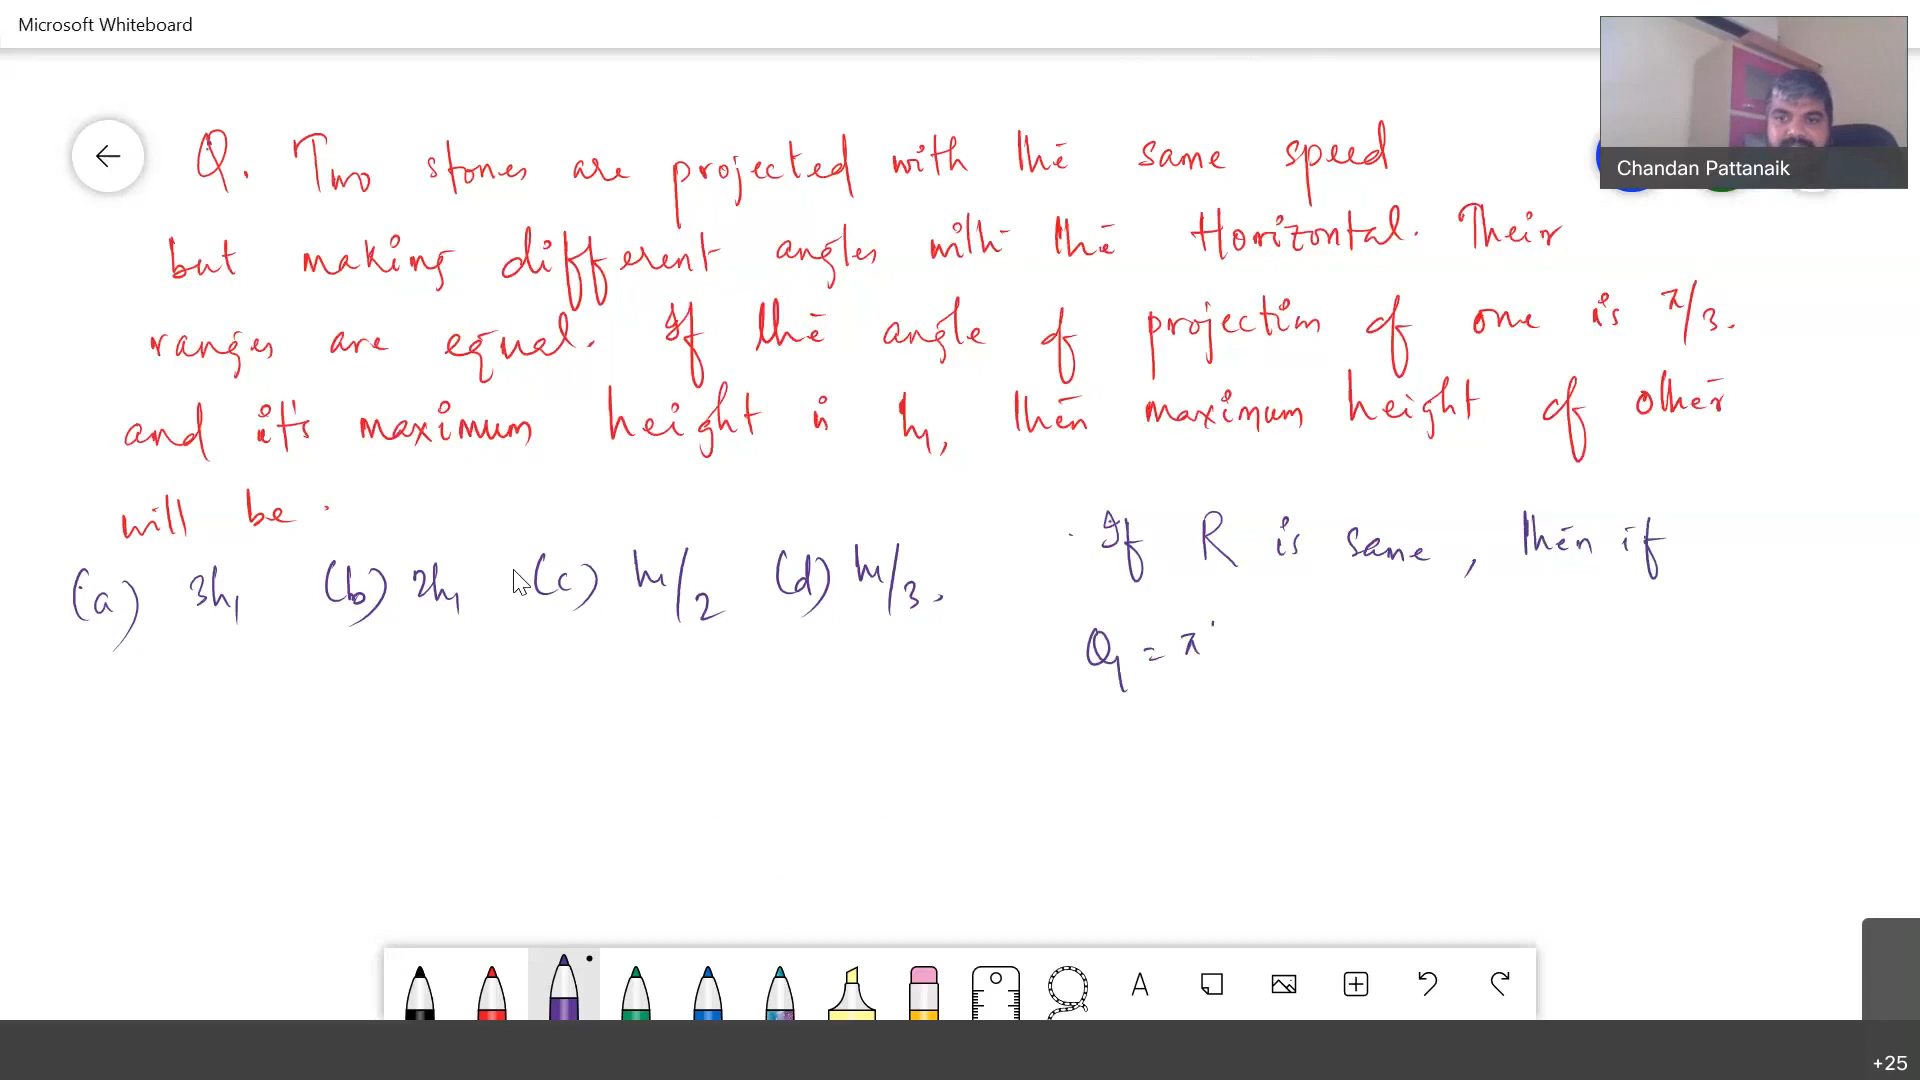 Microsoft Whiteboard
Chandan Pattanaik
Q. Two stones are projected with the same speed
but making different angles with the Horizontal. Their
ranges are equal. If the angle of projection of one is π/3.
and it's maximum height is h₁, then maximum height of other
will be.
(a) 3h₁ (b) 2h₁ (c) h₁/2 (d) h₁/3.
If R is same, then if
θ₁ = π
A
+25